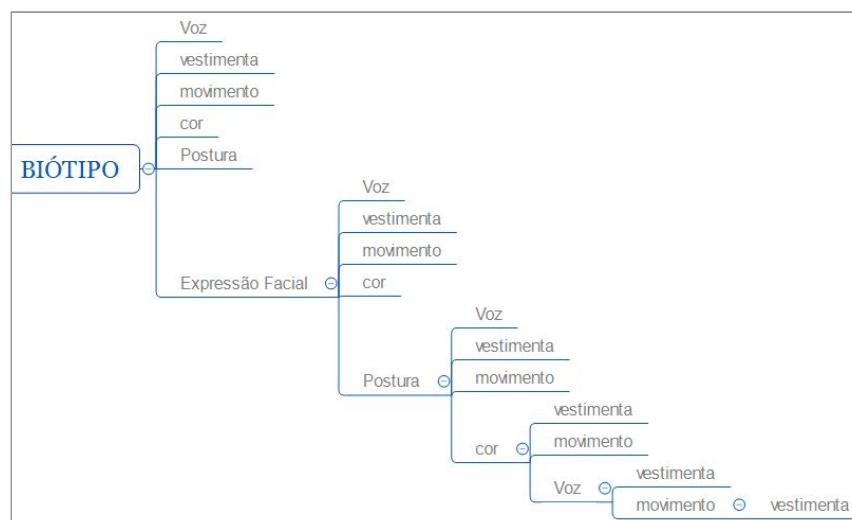 Voz
vestimenta
movimento
cor
Postura
BIÓTIPO
Expressão Facial
Voz
vestimenta
movimento
cor
Postura
Voz
vestimenta
movimento
cor
vestimenta
movimento
Voz
vestimenta
movimento vestimenta